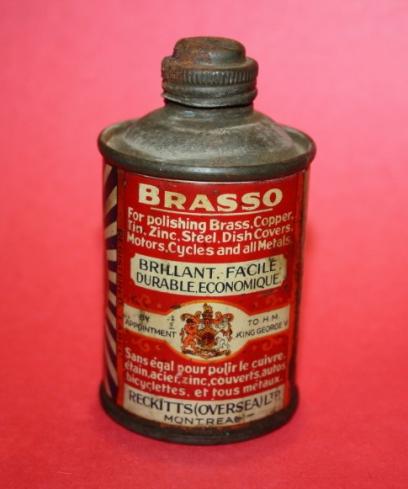 BRASSO
For polishing Brass, Copper,
Tin, Zinc, Steel, Dish Covers,
Motors, Cycles and all Metals.
BRILLANT, FACILE,
DURABLE, ECONOMIQUE.
BY APPOINTMENT
TO H.M. KING GEORGE V
Sans égal pour polir le cuivre,
étain, acier, zinc, couverts, autos,
bicyclettes, et tous métaux.
RECKITTS (OVERSEA) LTD.
MONTREAL